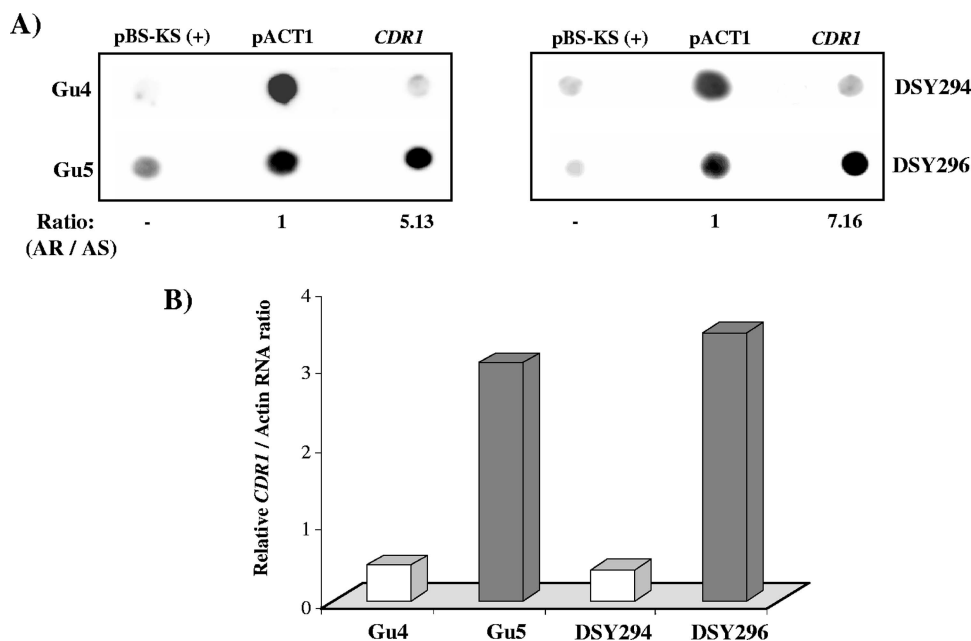 A)
pBS-KS (+) pACT1 CDR1 pBS-KS (+) pACT1 CDR1
Gu4 DSY294
Gu5 DSY296
Ratio: - 1 5.13 - 1 7.16
(AR / AS)
B)
Relative CDR1 / Actin RNA ratio
4
3
2
1
0
Gu4 Gu5 DSY294 DSY296